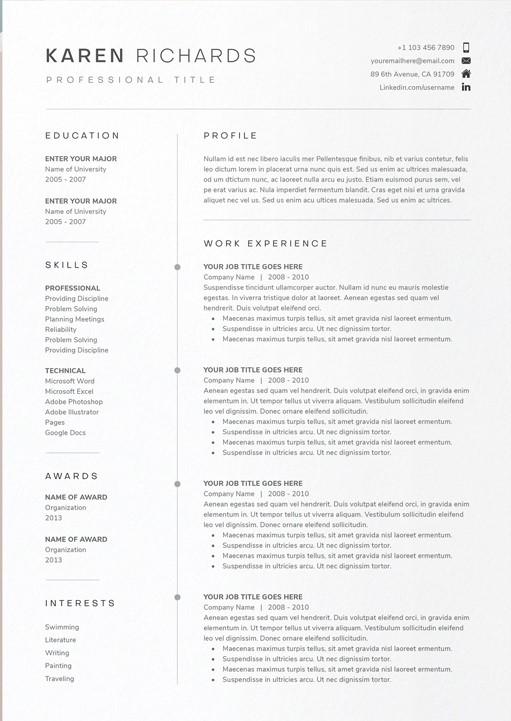 KAREN RICHARDS
PROFESSIONAL TITLE
+1 103 456 7890
youremailhere@email.com
89 6th Avenue, CA 91709
Linkedin.com/username
EDUCATION
ENTER YOUR MAJOR
Name of University
2005 - 2007
ENTER YOUR MAJOR
Name of University
2005 - 2007
SKILLS
PROFESSIONAL
Providing Discipline
Problem Solving
Planning Meetings
Reliability
Problem Solving
Providing Discipline
TECHNICAL
Microsoft Word
Microsoft Excel
Adobe Photoshop
Adobe Illustrator
Pages
Google Docs
AWARDS
NAME OF AWARD
Organization
2013
NAME OF AWARD
Organization
2013
INTERESTS
Swimming
Literature
Writing
Painting
Traveling
PROFILE
Nullam id est nec libero iaculis mer Pellentesque finibus, nib et varius contetur, felis
leo dictum lorem in placerat urna nunc quis est. Sed us enim ac ultricies malesuada,
od um dtictum nunc, ac laoreet nulla arcu eu justo. Etiam euismod purus sem, vel
pe erat varius ac. Nula imperdiet fermentum blandit. Cras eget nisi et urna gravida
aliquet nec vel us. Sed us enim acu ultices malesuada. Sed us enim ac ultrices.
WORK EXPERIENCE
YOUR JOB TITLE GOES HERE
Company Name | 2008 - 2010
Suspendisse tincidunt ullamcorper auctor. Nullam id nunc eu mauris molestie
egestas. In viverra tristique dolor at laoreet. Aenean egestas sed quam vel
hendrerit. Duis voluptat eleifend orci.
• Maecenas maximus turpis tellus, sit amet gravida nisl laoreet ermentum.
• Suspendisse in ultricies arcu. Ut nec dignissim tortor.
• Maecenas maximus turpis tellus, sit amet gravida nisl laoreet ermentum.
YOUR JOB TITLE GOES HERE
Company Name | 2008 - 2010
Aenean egestas sed quam vel hendrerit. Duis volutpat eleifend orci, in gravida enim
elementum in. Ut tempor tellus ut viverra aliquam. Vestibulum sollicitudin eleifend
leo vel dignissim. Donec ornare eleifend sollicitudin.
• Maecenas maximus turpis tellus, sit amet gravida nisl laoreet ermentum.
• Suspendisse in ultricies arcu. Ut nec dignissim tortor.
• Maecenas maximus turpis tellus, sit amet gravida nisl laoreet ermentum.
• Suspendisse in ultricies arcu. Ut nec dignissim tortor.
YOUR JOB TITLE GOES HERE
Company Name | 2008 - 2010
Aenean egestas sed quam vel hendrerit. Duis volutpat eleifend orci, in gravida enim
elementum in. Ut tempor tellus ut viverra aliquam. Vestibulum sollicitudin eleifend
leo vel dignissim. Donec ornare eleifend sollicitudin.
• Maecenas maximus turpis tellus, sit amet gravida nisl laoreet ermentum.
• Suspendisse in ultricies arcu. Ut nec dignissim tortor.
• Maecenas maximus turpis tellus, sit amet gravida nisl laoreet ermentum.
• Suspendisse in ultricies arcu. Ut nec dignissim tortor.
YOUR JOB TITLE GOES HERE
Company Name | 2008 - 2010
Aenean egestas sed quam vel hendrerit. Duis volutpat eleifend orci, in gravida enim
elementum in. Ut tempor tellus ut viverra aliquam. Vestibulum sollicitudin eleifend
leo vel dignissim. Donec ornare eleifend sollicitudin.
• Maecenas maximus turpis tellus, sit amet gravida nisl laoreet ermentum.
• Suspendisse in ultricies arcu. Ut nec dignissim tortor.
• Maecenas maximus turpis tellus, sit amet gravida nisl laoreet ermentum.
• Suspendisse in ultricies arcu. Ut nec dignissim tortor.